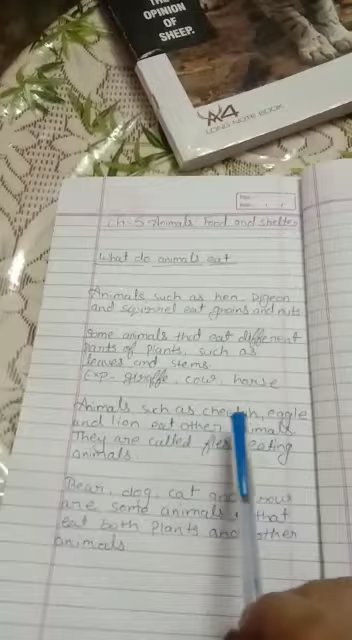 THE
OPINION
OF
SHEEP.
A4
LONG NOTE BOOK
Ch-5 Animals food and shelter
What do animals eat
Animals such as hen, pigeon
and squirrel eat grains and nuts
Some animals that eat different
parts of plants, such as
leaves and stems.
Exp- giraffe, cow, horse
Animals such as cheetah, eagle
and lion eat other
They are called eating
animals.
Bear, dog, cat
are some animals that
eat both plants and other
animals